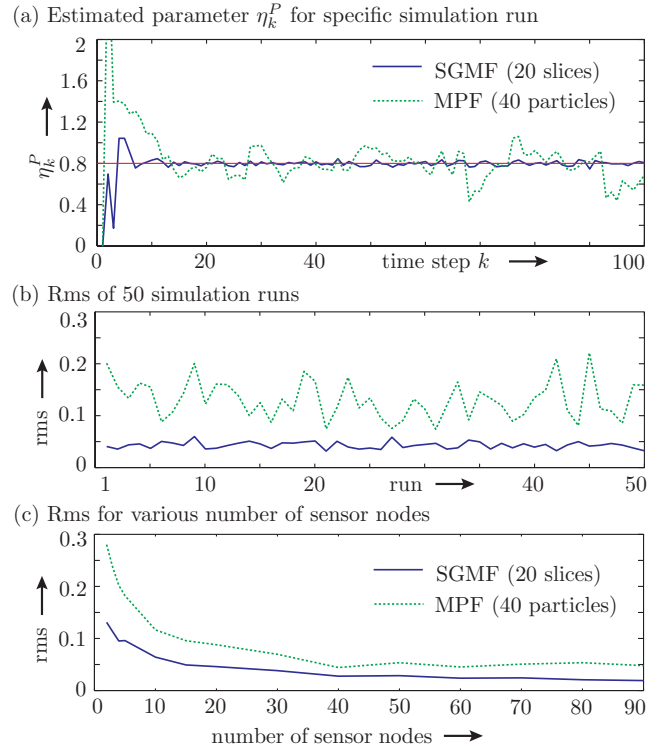 (a) Estimated parameter η_k^P for specific simulation run
2
1.6
1.2
0.8
0.4
0
η_k^P
SGMF (20 slices)
MPF (40 particles)
0 20 40 time step k 100
(b) Rms of 50 simulation runs
0.3
0.2
0.1
0
rms
1 10 20 run 40 50
(c) Rms for various number of sensor nodes
0.3
0.1
0
rms
SGMF (20 slices)
MPF (40 particles)
0 10 20 30 40 50 60 70 80 90
number of sensor nodes